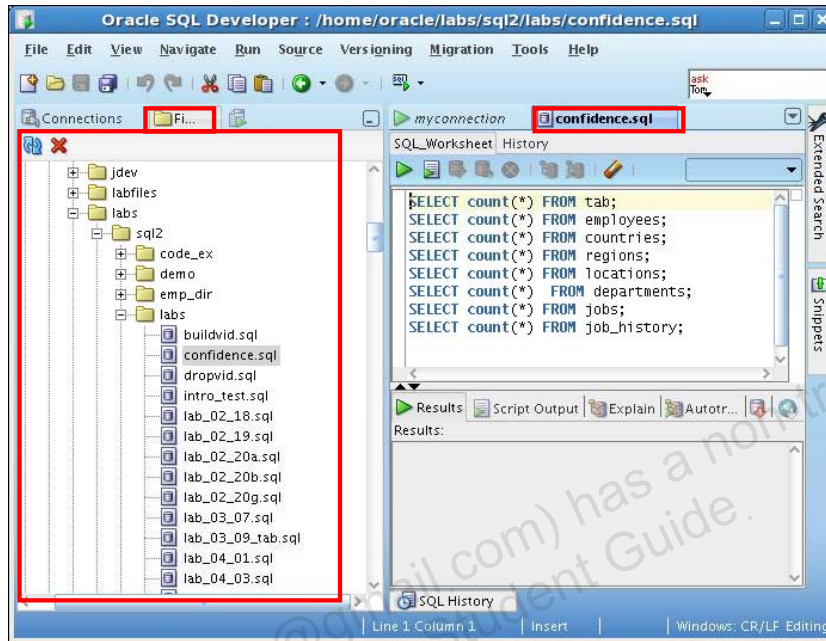 Oracle SQL Developer : /home/oracle/labs/sql2/labs/confidence.sql
File Edit View Navigate Run Source Versioning Migration Tools Help
ask
Tom
Connections Fi...
jdev
labfiles
labs
sql2
code_ex
demo
emp_dir
labs
buildvid.sql
confidence.sql
dropvid.sql
intro_test.sql
lab_02_18.sql
lab_02_19.sql
lab_02_20a.sql
lab_02_20b.sql
lab_02_20g.sql
lab_03_07.sql
lab_03_09_tab.sql
lab_04_01.sql
lab_04_03.sql
myconnection confidence.sql
SQL_Worksheet History
SELECT count(*) FROM tab;
SELECT count(*) FROM employees;
SELECT count(*) FROM countries;
SELECT count(*) FROM regions;
SELECT count(*) FROM locations;
SELECT count(*) FROM departments;
SELECT count(*) FROM jobs;
SELECT count(*) FROM job_history;
Results Script Output Explain Autotr...
Results:
SQL History
Extended Search
Snippets
Line 1 Column 1 Insert Windows: CR/LF Editing
com) has a
Student Guide.